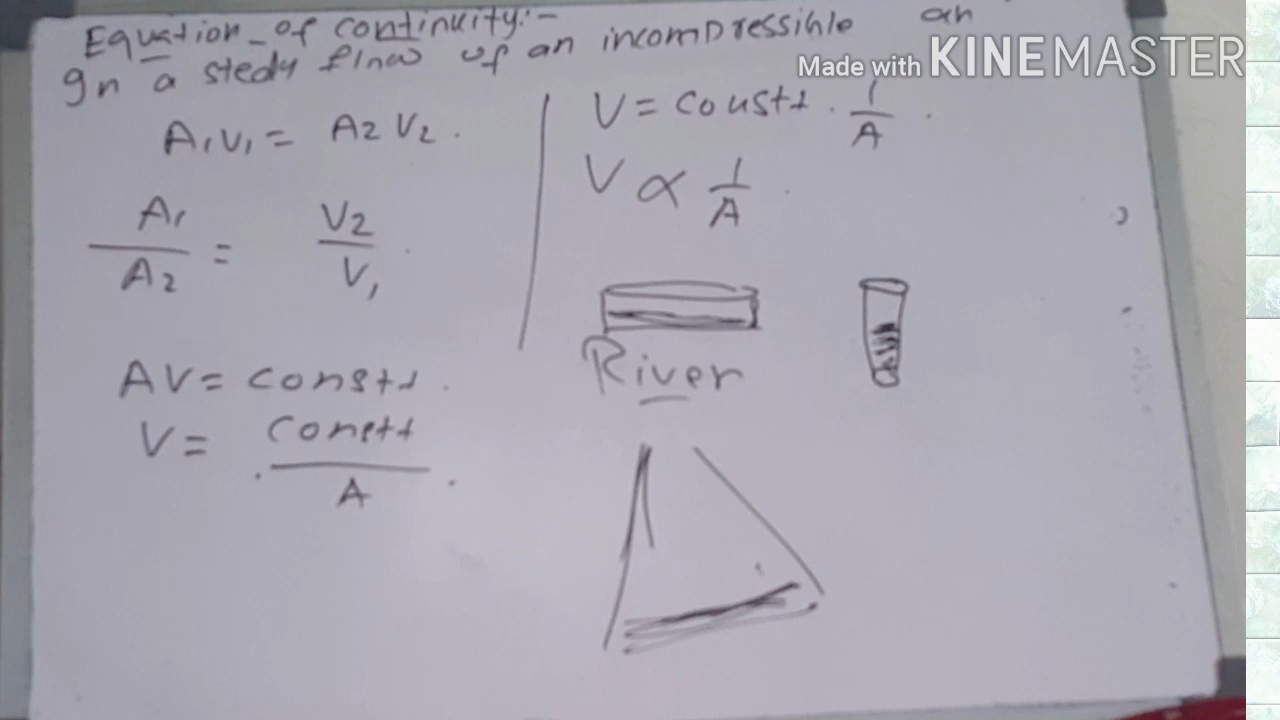 Equation of continuity:-
In a stedy flow of an incompressible an
A1V1 = A2V2.
A1/A2 = V2/V1
AV = constt.
V = constt/A.
V = constt. 1/A.
V ∝ 1/A.
River
Made with KINEMASTER